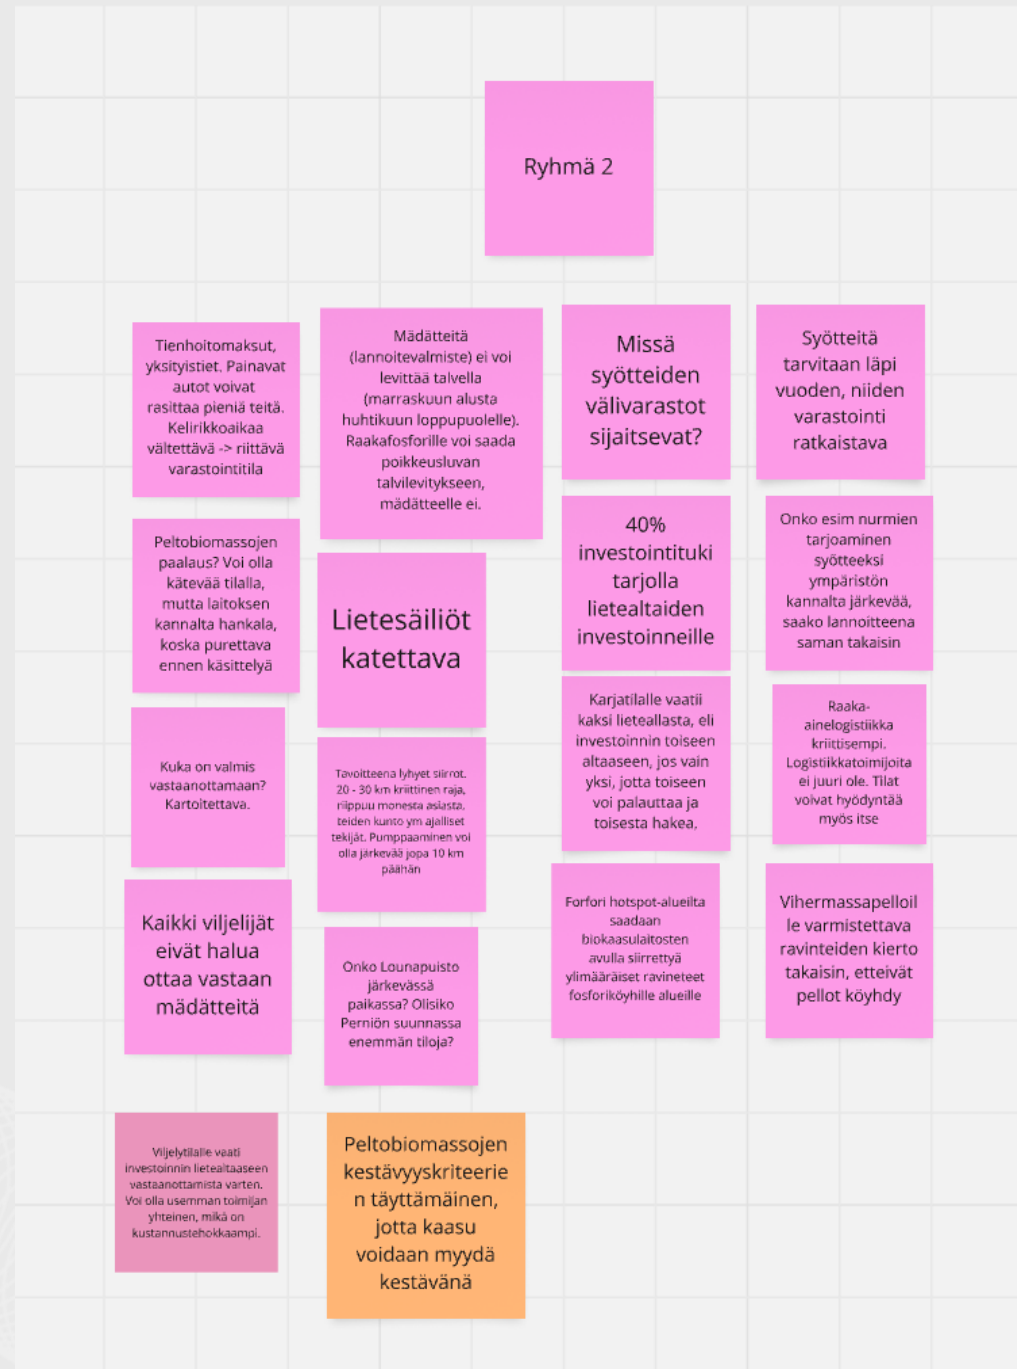 Ryhmä 2
Tienhoitomaksut,
yksityistiet. Painavat
autot voivat
rasittaa pieniä teitä.
Kelirikkoaikaa
vältettävä -> riittävä
varastointitila
Mädätteitä
(lannoitevalmiste) ei voi
levittää talvella
(marraskuun alusta
huhtikuun loppupuolelle).
Raakafosforille voi saada
poikkeusluvan
talvilevitykseen,
mädätteelle ei.
Missä
syötteiden
välivarastot
sijaitsevat?
Syötteitä
tarvitaan läpi
vuoden, niiden
varastointi
ratkaistava
Peltobiomassojen
paalaus? Voi olla
kätevää tilalla,
mutta laitoksen
kannalta hankala,
koska purettava
ennen käsittelyä
Lietesäiliöt
katettava
40%
investointituki
tarjolla
lietealtaiden
investoinneille
Onko esim nurmien
tarjoaminen
syötteeksi
ympäristön
kannalta järkevää,
saako lannoitteena
saman takaisin
Kuka on valmis
vastaanottamaan?
Kartoitettava.
Tavoitteena lyhyet siirrot.
20 - 30 km kriittinen raja,
riippuu monesta asiasta,
teiden kunto ym ajalliset
tekijät. Pumppaaminen voi
olla järkevää jopa 10 km
päähän
Karjatilalle vaatii
kaksi lieteallasta, eli
investoinnin toiseen
altaaseen, jos vain
yksi, jotta toiseen
voi palauttaa ja
toisesta hakea.
Raaka-
ainelogistiikka
kriittisempi.
Logistiikkatoimijoita
ei juuri ole. Tilat
voivat hyödyntää
myös itse
Kaikki viljelijät
eivät halua
ottaa vastaan
mädätteitä
Onko Lounapuisto
järkevässä
paikassa? Olisiko
Perniön suunnassa
enemmän tiloja?
Forfori hotspot-alueilta
saadaan
biokaasulaitosten
avulla siirrettyä
ylimääräiset ravineteet
fosforiköyhille alueille
Vihermassapelloil
le varmistettava
ravinteiden kierto
takaisin, etteivät
pellot köyhdy
Viljelytilalle vaati
investoinnin lietealtaaseen
vastaanottamista varten.
Voi olla usemman toimijan
yhteinen, mikä on
kustannustehokkaampi.
Peltobiomassojen
kestävyyskriteerie
n täyttämäinen,
jotta kaasu
voidaan myydä
kestävänä